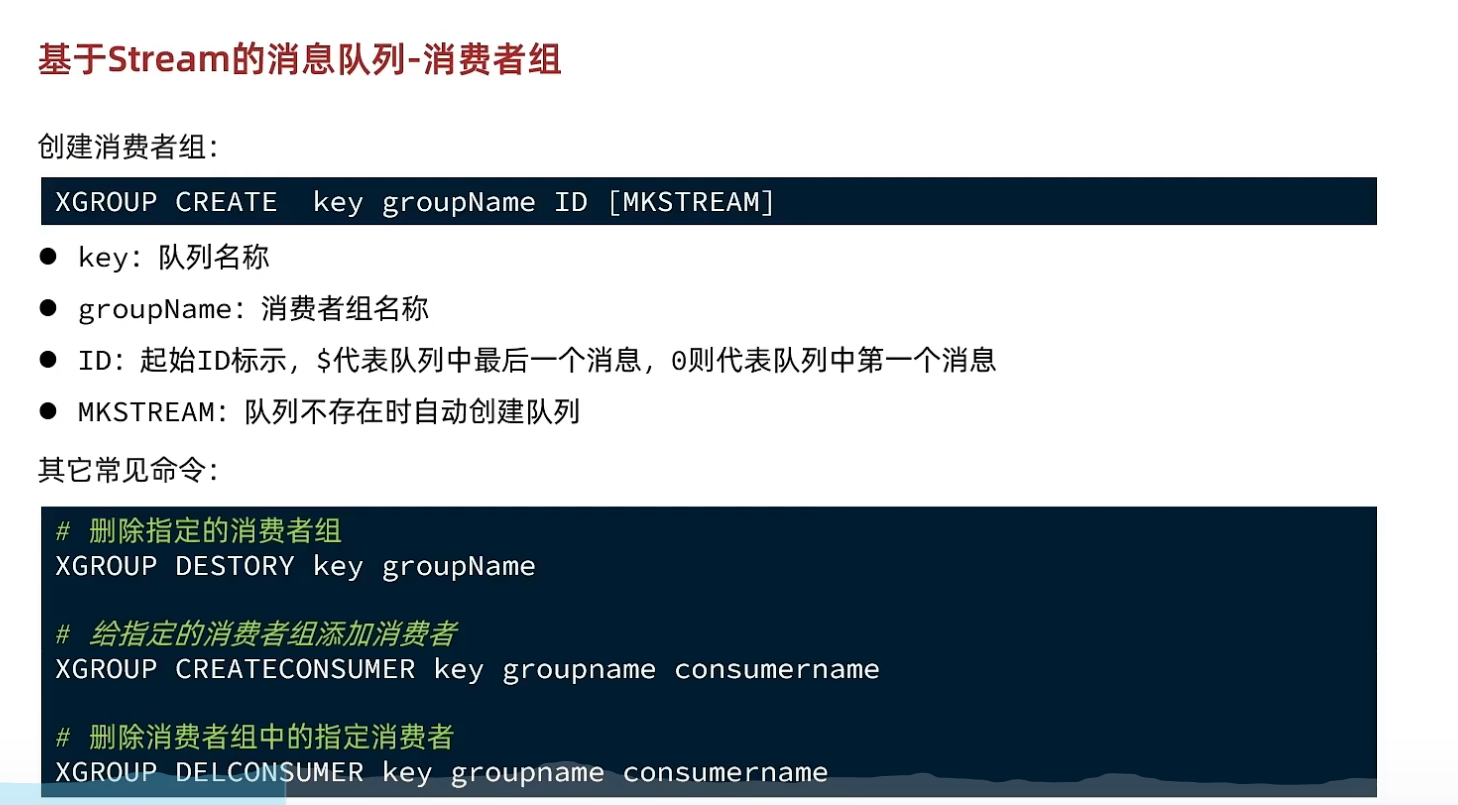 基于Stream的消息队列-消费者组
创建消费者组：
XGROUP CREATE  key groupName ID [MKSTREAM]
● key：队列名称
● groupName：消费者组名称
● ID：起始ID标示，$代表队列中最后一个消息，0则代表队列中第一个消息
● MKSTREAM：队列不存在时自动创建队列
其它常见命令：
# 删除指定的消费者组
XGROUP DESTORY key groupName
# 给指定的消费者组添加消费者
XGROUP CREATECONSUMER key groupname consumername
# 删除消费者组中的指定消费者
XGROUP DELCONSUMER key groupname consumername